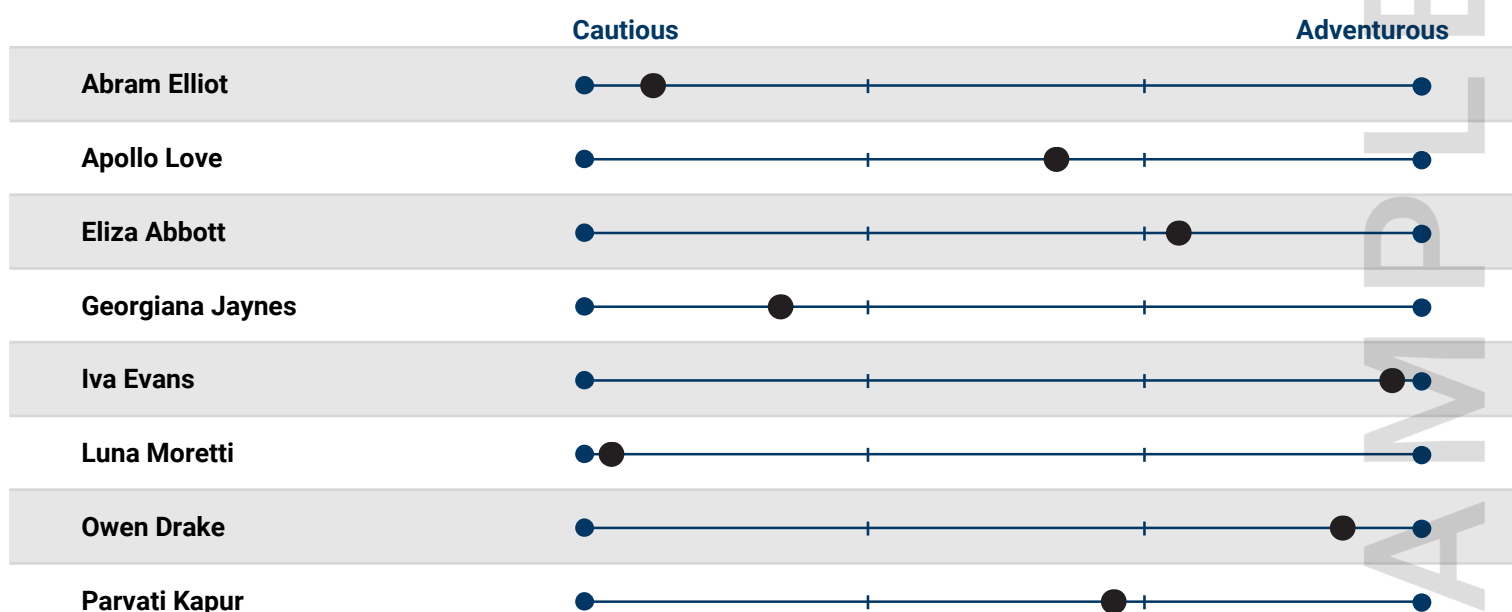 Cautious Adventurous
Abram Elliot
Apollo Love
Eliza Abbott
Georgiana Jaynes
Iva Evans
Luna Moretti
Owen Drake
Parvati Kapur
A M P L E